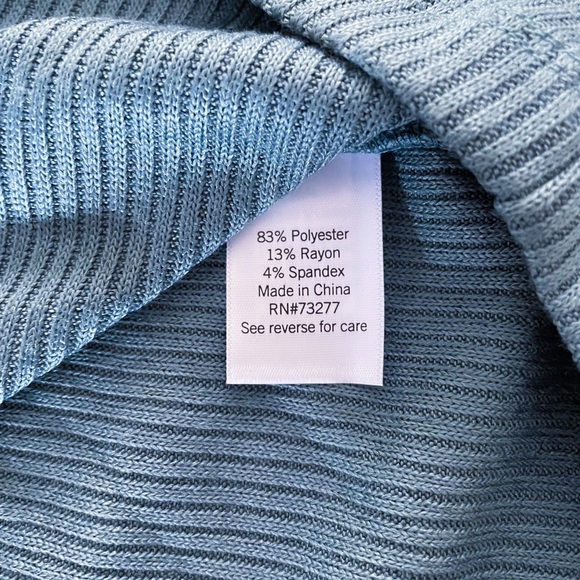 83% Polyester
13% Rayon
4% Spandex
Made in China
RN#73277
See reverse for care